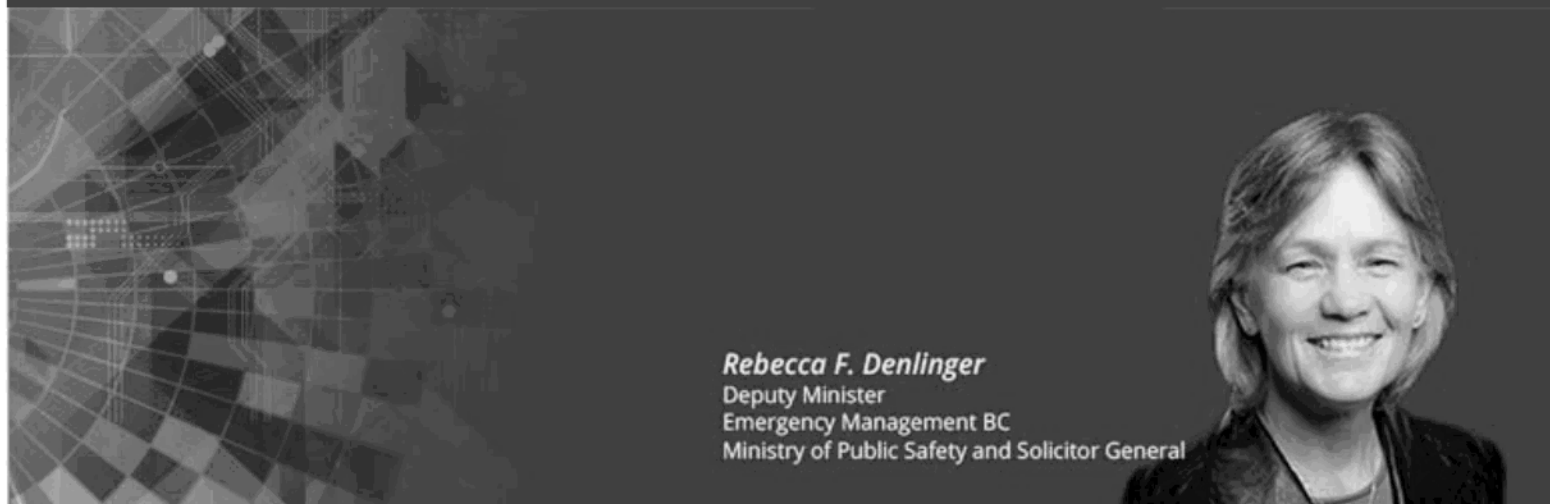 Rebecca F. Denlinger
Deputy Minister
Emergency Management BC
Ministry of Public Safety and Solicitor General